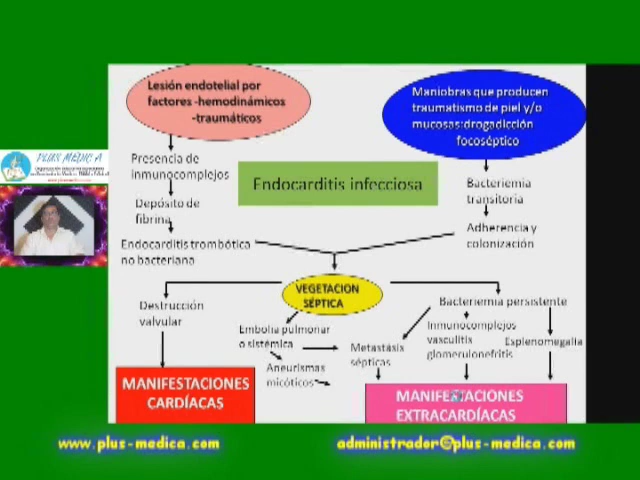 Lesión endotelial por
factores -hemodinámicos
-traumáticos
Maniobras que producen
traumatismo de piel y/o
mucosas:drogadicción
focoséptico
PLUS MEDICA
Presencia de
inmunocomplejos
Endocarditis infecciosa
Bacteriemia
transitoria
Depósito de
fibrina
Adherencia y
colonización
Endocarditis trombótica
no bacteriana
VEGETACION
SÉPTICA
Destrucción
valvular
Bacteriemia persistente
Embolia pulmonar
o sistémica
Inmunocomplejos
vasculitis
glomerulonefritis
Esplenomegalia
Metastásis
sépticas
Aneurismas
micóticos
MANIFESTACIONES
CARDÍACAS
MANIFESTACIONES
EXTRACARDÍACAS
www.plus-medica.com
administrador@plus-medica.com